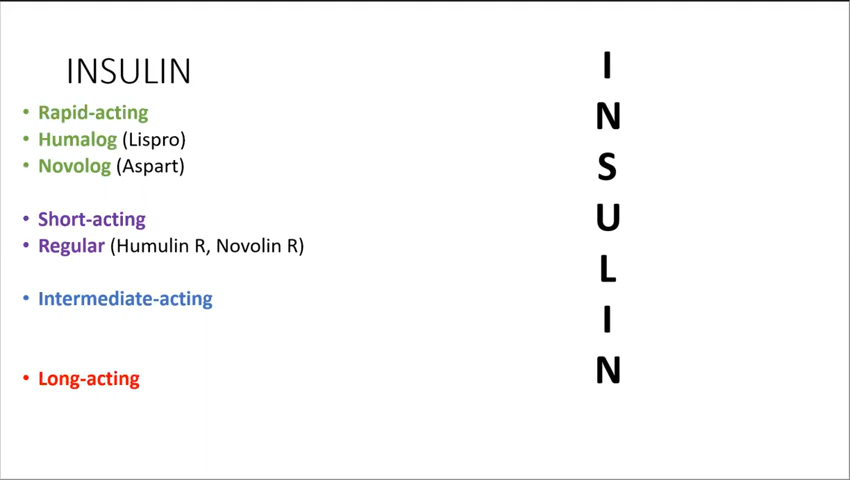 INSULIN
• Rapid-acting
• Humalog (Lispro)
• Novolog (Aspart)
• Short-acting
• Regular (Humulin R, Novolin R)
• Intermediate-acting
• Long-acting
I
N
S
U
L
I
N